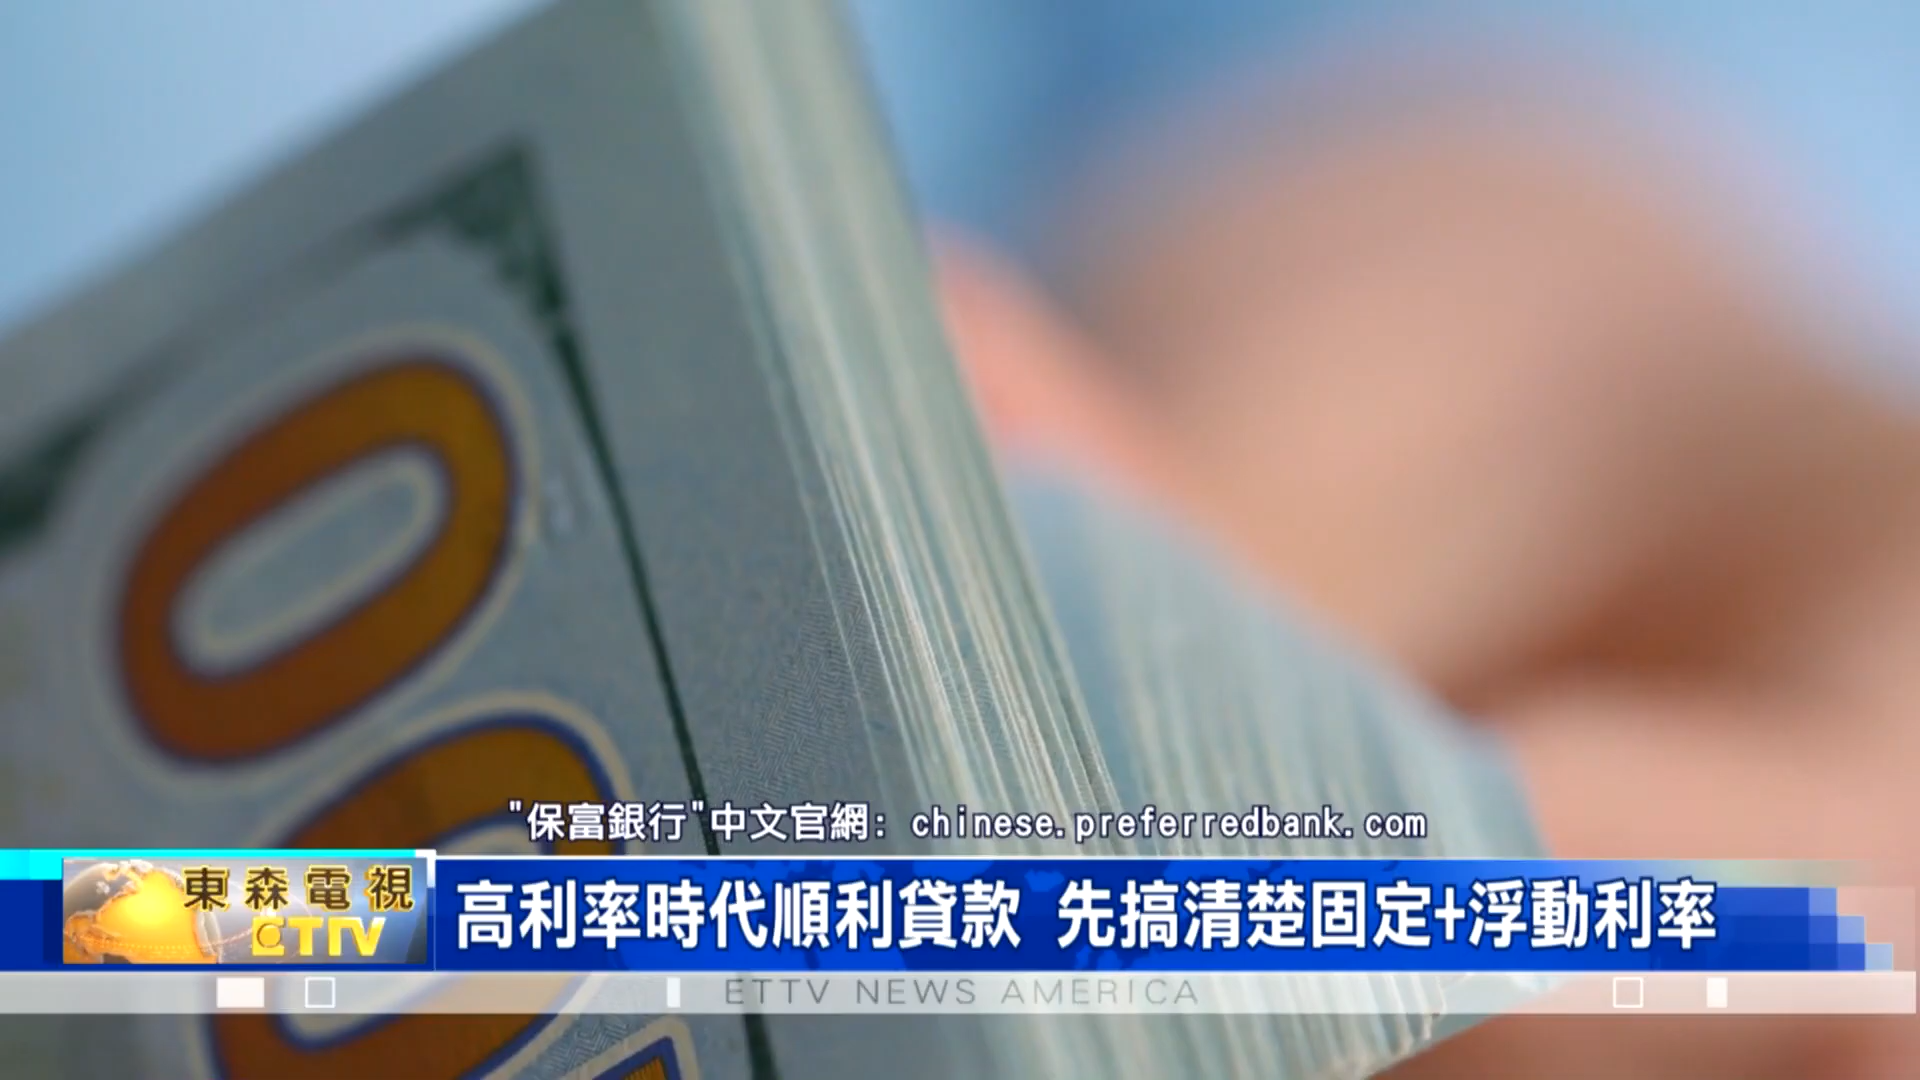 "保富銀行"中文官網: chinese.preferredbank.com
東森電視
ETTV
高利率時代順利貸款 先搞清楚固定+浮動利率
ETTV NEWS AMERICA